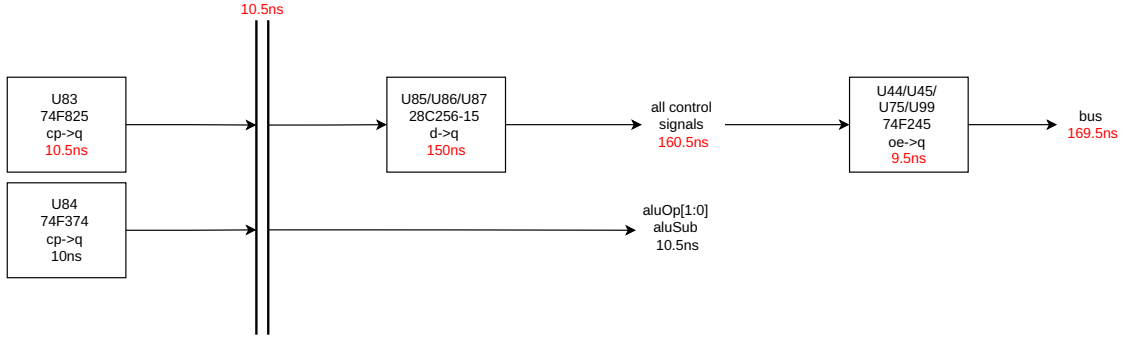 10.5ns
U83
74F825
cp->q
10.5ns
U85/U86/U87
28C256-15
d->q
150ns
all control
signals
160.5ns
U44/U45/
U75/U99
74F245
oe->q
9.5ns
bus
169.5ns
U84
74F374
cp->q
10ns
aluOp[1:0]
aluSub
10.5ns